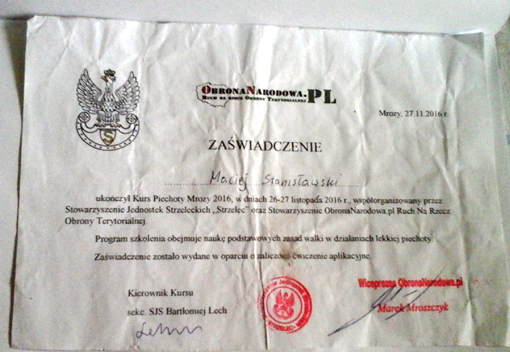 OBRONANARODOWA.PL
RUCH NA RZECZ OBRONY TERYTORIALNEJ
Mrozy, 27.11.2016 r.
ZAŚWIADCZENIE
Maciej Stanisławski
ukończył Kurs Piechoty Mrozy 2016, w dniach 26-27 listopada 2016 r., współorganizowany przez
Stowarzyszenie Jednostek Strzeleckich „Strzelec” oraz Stowarzyszenie ObronaNarodowa.pl Ruch Na Rzecz
Obrony Terytorialnej.
Program szkolenia obejmuje naukę podstawowych zasad walki w działaniach lekkiej piechoty.
Zaświadczenie zostało wydane w oparciu o zaliczone ćwiczenie aplikacyjne.
Kierownik Kursu
sekc. SJS Bartłomiej Lech
Wiceprezes ObronaNarodowa.pl
Marek Mroszczyk
S